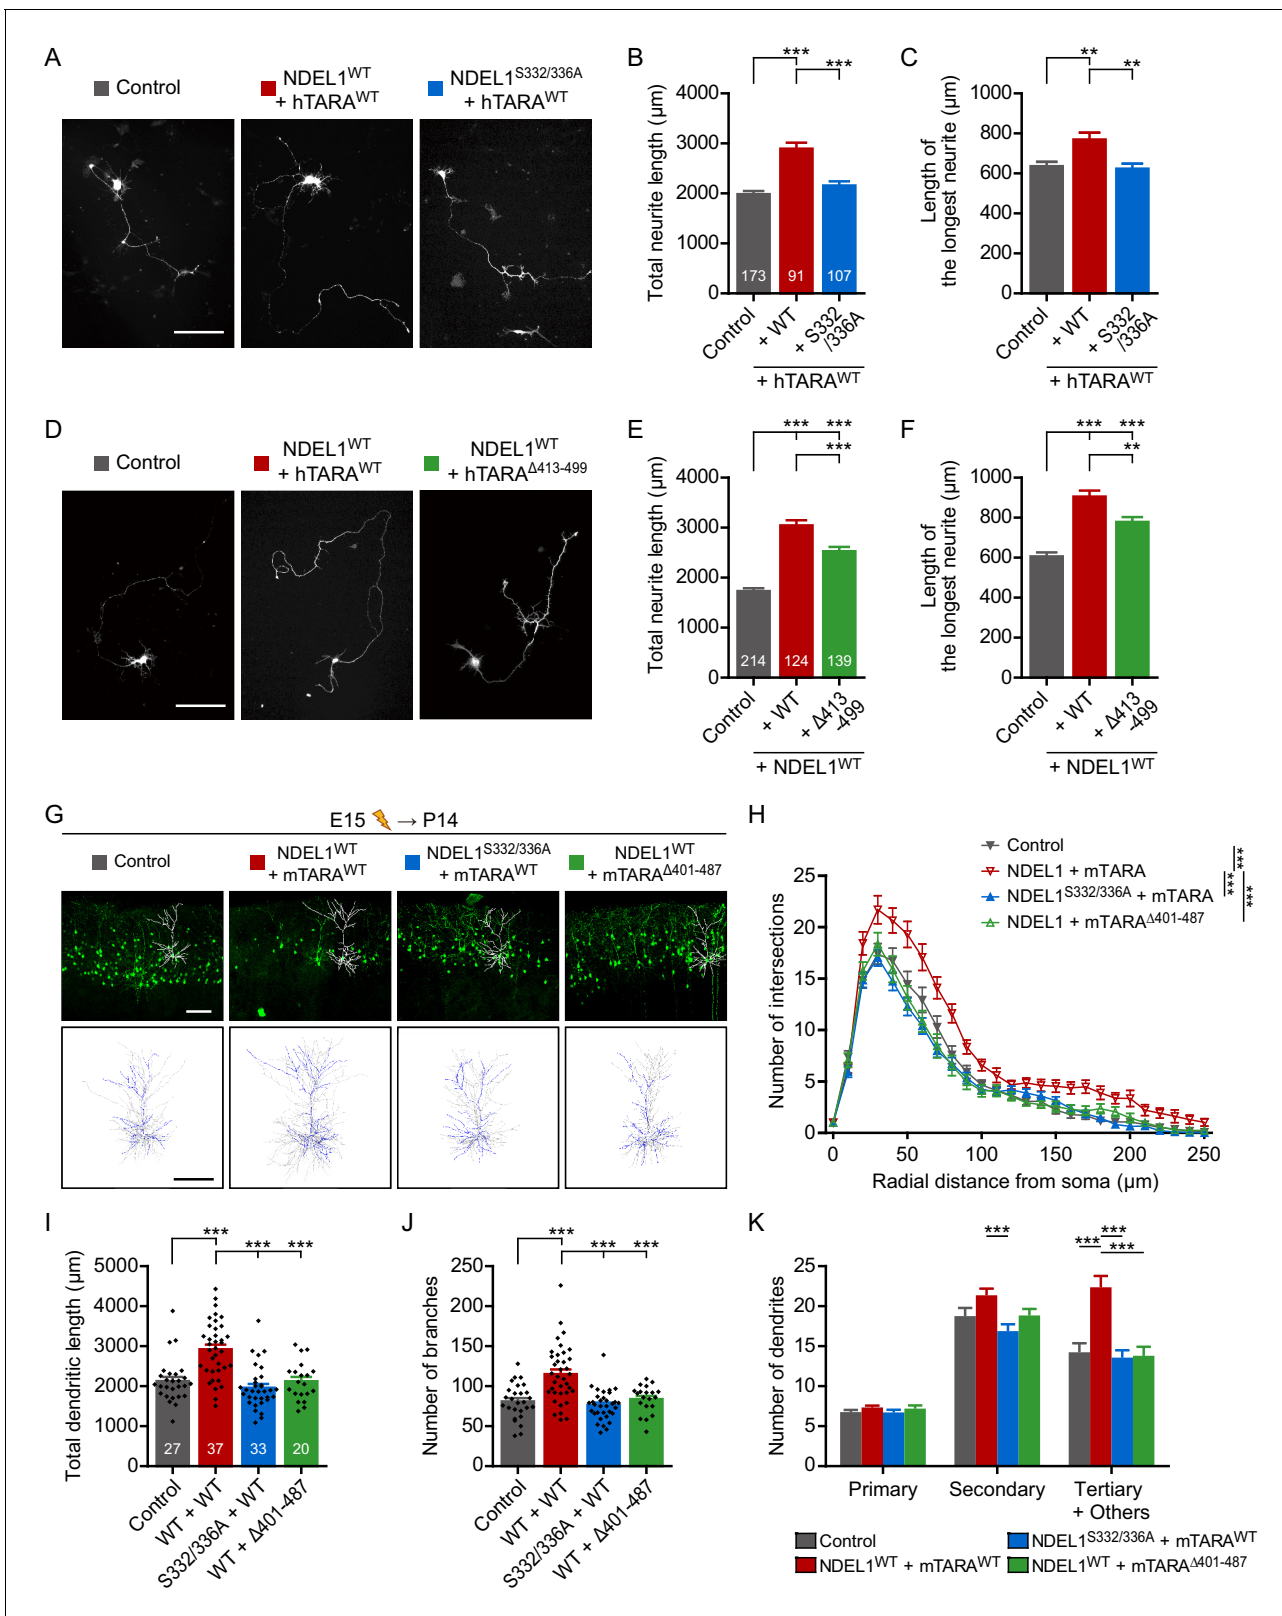 A
Control
NDEL1WT
+ hTARAWT
NDEL1S332/336A
+ hTARAWT
B
***
***
Total neurite length (µm)
4000
3000
2000
1000
0
173
91
107
Control
+ WT
+ S332
/336A
+ hTARAWT
C
**
**
Length of
the longest neurite (µm)
1000
800
600
400
200
0
Control
+ WT
+ S332
/336A
+ hTARAWT
D
Control
NDEL1WT
+ hTARAWT
NDEL1WT
+ hTARAΔ413-499
E
*** ***
***
Total neurite length (µm)
4000
3000
2000
1000
0
214
124
139
Control
+ WT
+ Δ413
-499
+ NDEL1WT
F
*** ***
**
Length of
the longest neurite (µm)
1000
800
600
400
200
0
Control
+ WT
+ Δ413
-499
+ NDEL1WT
G
E15 → P14
Control
NDEL1WT
+ mTARAWT
NDEL1S332/336A
+ mTARAWT
NDEL1WT
+ mTARAΔ401-487
H
Control
NDEL1 + mTARA
NDEL1S332/336A + mTARA
NDEL1 + mTARAΔ401-487
***
***
***
Number of intersections
25
20
15
10
5
0
0 50 100 150 200 250
Radial distance from soma (µm)
I
***
*** ***
Total dendritic length (µm)
5000
4000
3000
2000
1000
0
27
37
33
20
Control
WT + WT
S332/336A + WT
WT + Δ401-487
J
***
*** ***
Number of branches
250
200
150
100
50
0
Control
WT + WT
S332/336A + WT
WT + Δ401-487
K
***
***
***
***
Number of dendrites
25
20
15
10
5
0
Primary
Secondary
Tertiary
+ Others
Control
NDEL1S332/336A + mTARAWT
NDEL1WT + mTARAWT
NDEL1WT + mTARAΔ401-487